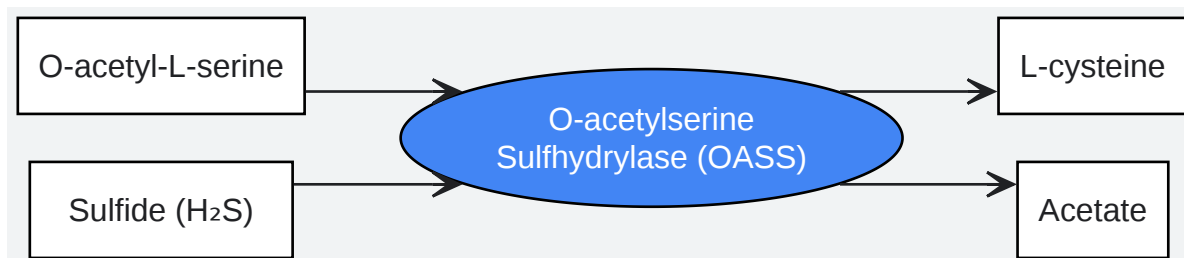 O-acetyl-L-serine
Sulfide (H₂S)
O-acetylserine
Sulfhydrylase (OASS)
L-cysteine
Acetate